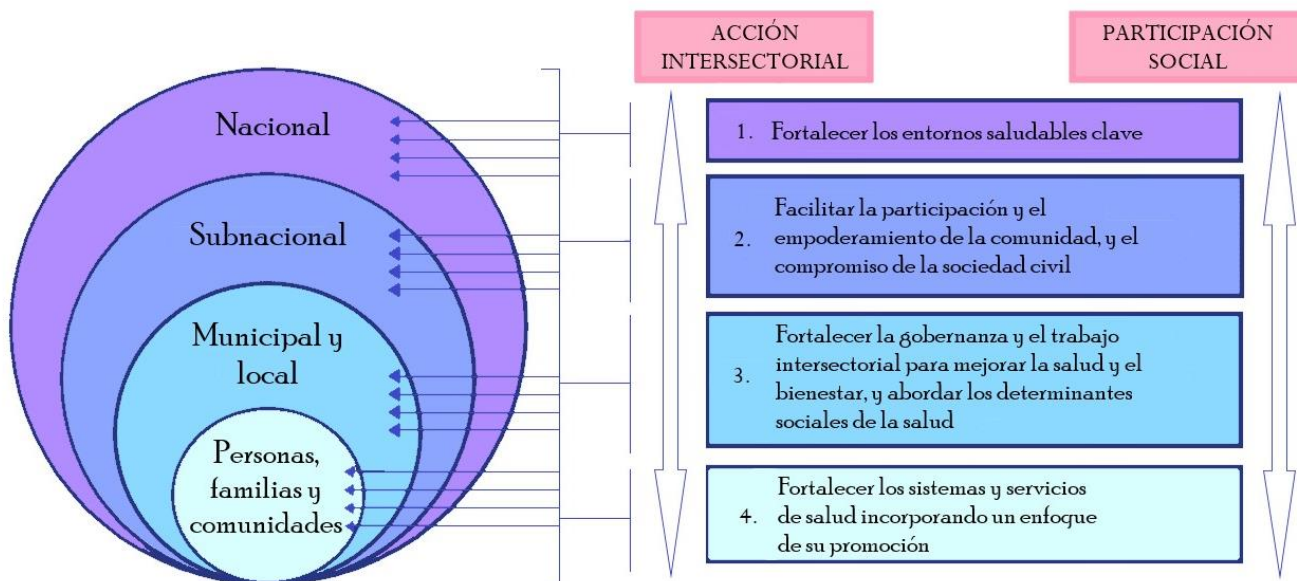 ACCIÓN
INTERSECTORIAL
PARTICIPACIÓN
SOCIAL
Nacional
Subnacional
Municipal y
local
Personas,
familias y
comunidades
1. Fortalecer los entornos saludables clave
2. Facilitar la participación y el
empoderamiento de la comunidad, y el
compromiso de la sociedad civil
3. Fortalecer la gobernanza y el trabajo
intersectorial para mejorar la salud y el
bienestar, y abordar los determinantes
sociales de la salud
4. Fortalecer los sistemas y servicios
de salud incorporando un enfoque
de su promoción